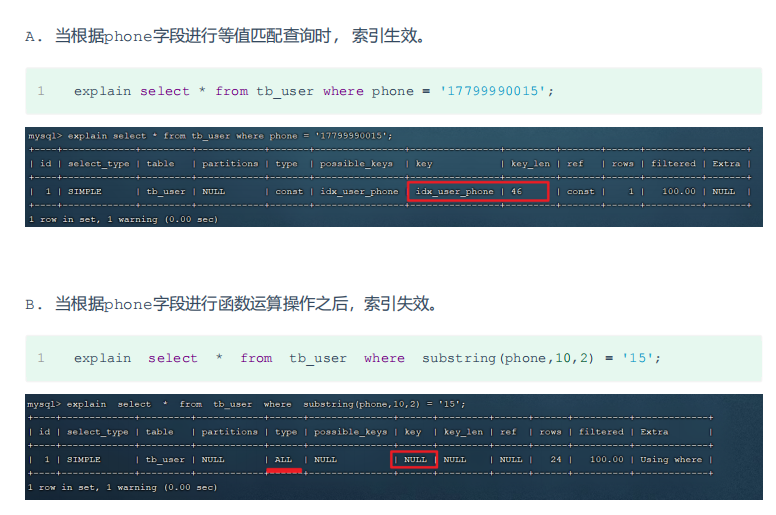 A. 当根据phone字段进行等值匹配查询时, 索引生效。
1 explain select * from tb_user where phone = '17799990015';
mysql> explain select * from tb_user where phone = '17799990015';
+----+-------------+---------+------------+-------+----------------+----------------+---------+-------+------+----------+-------+
| id | select_type | table | partitions | type | possible_keys | key | key_len | ref | rows | filtered | Extra |
+----+-------------+---------+------------+-------+----------------+----------------+---------+-------+------+----------+-------+
| 1 | SIMPLE | tb_user | NULL | const | idx_user_phone | idx_user_phone | 46 | const | 1 | 100.00 | NULL |
+----+-------------+---------+------------+-------+----------------+----------------+---------+-------+------+----------+-------+
1 row in set, 1 warning (0.00 sec)
B. 当根据phone字段进行函数运算操作之后，索引失效。
1 explain select * from tb_user where substring(phone,10,2) = '15';
mysql> explain select * from tb_user where substring(phone,10,2) = '15';
+----+-------------+---------+------------+------+---------------+------+---------+------+------+----------+-------------+
| id | select_type | table | partitions | type | possible_keys | key | key_len | ref | rows | filtered | Extra |
+----+-------------+---------+------------+------+---------------+------+---------+------+------+----------+-------------+
| 1 | SIMPLE | tb_user | NULL | ALL | NULL | NULL | NULL | NULL | 24 | 100.00 | Using where |
+----+-------------+---------+------------+------+---------------+------+---------+------+------+----------+-------------+
1 row in set, 1 warning (0.00 sec)